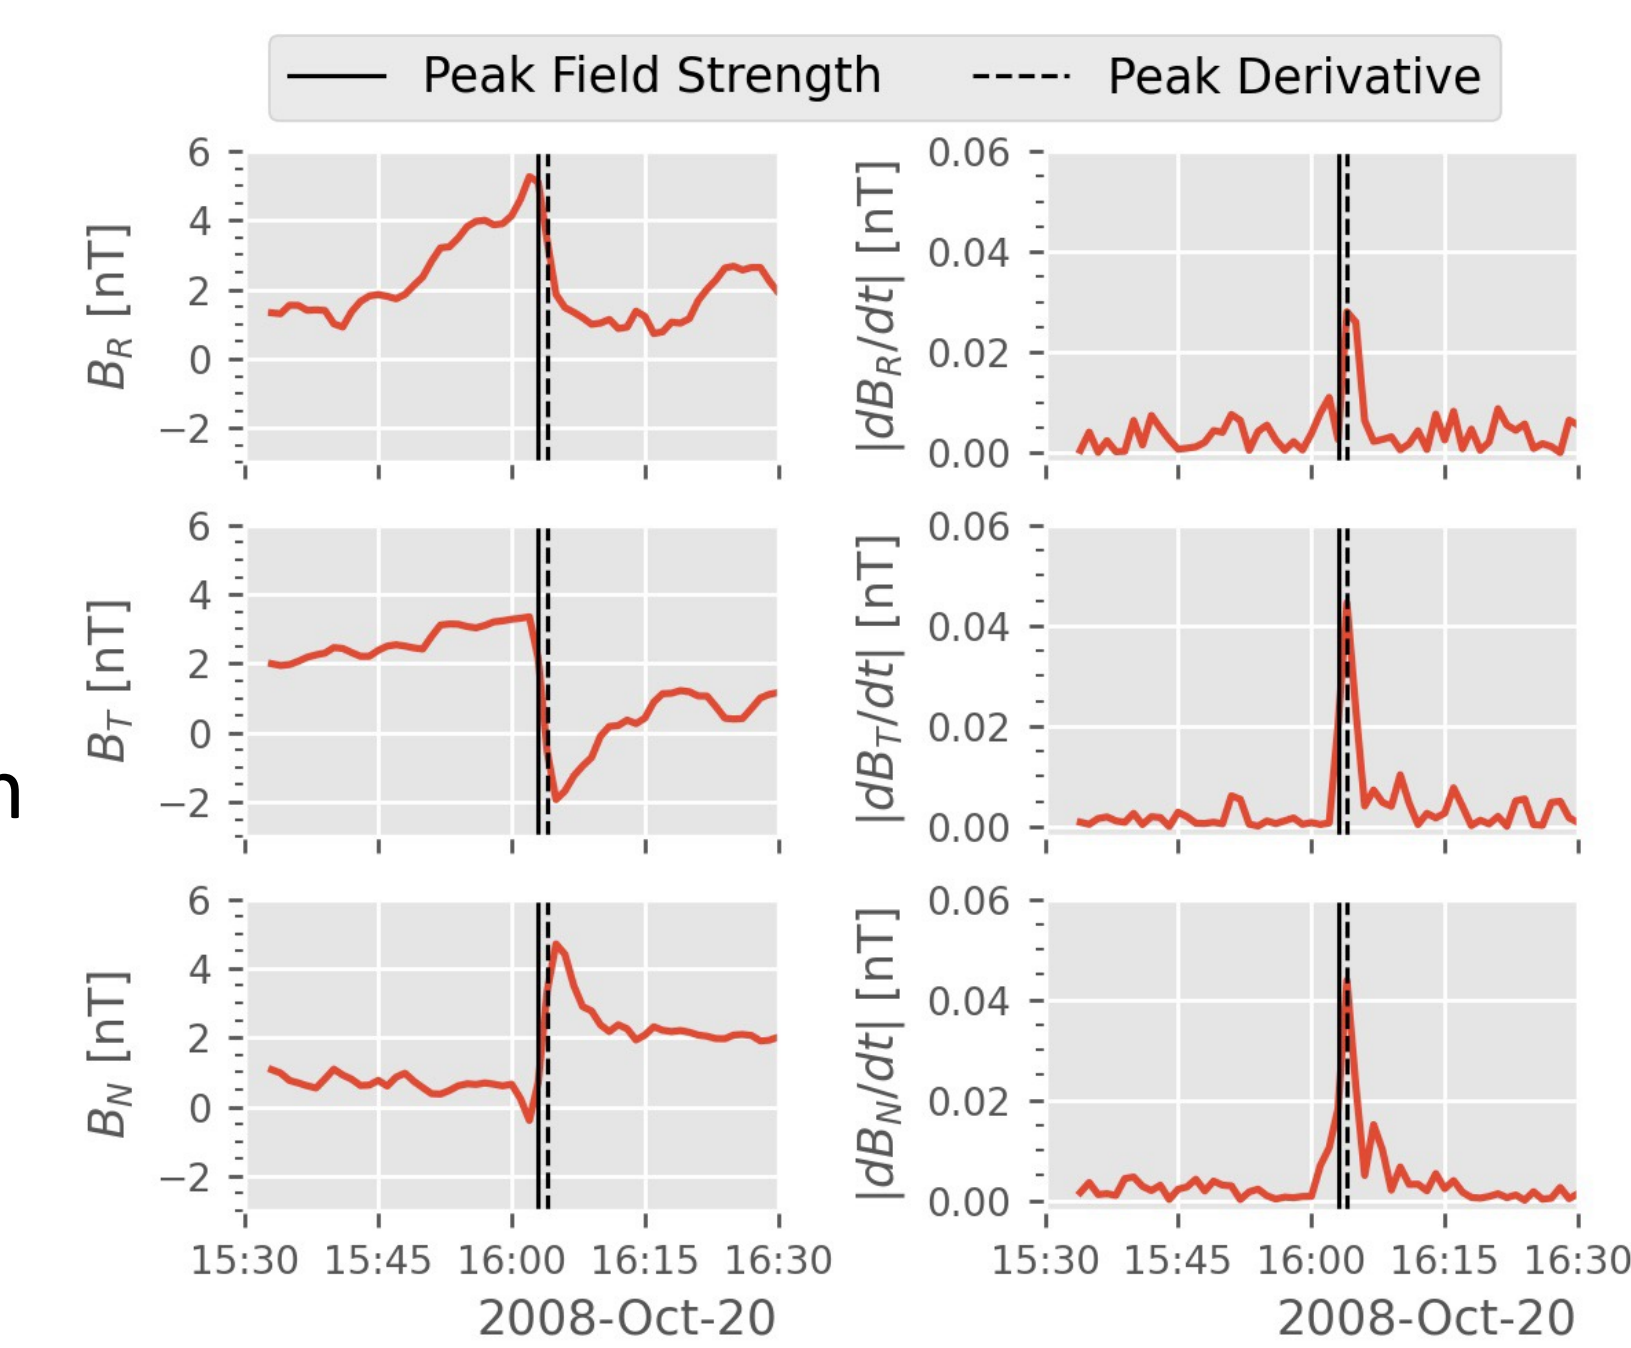 Peak Field Strength Peak Derivative
6
4
2
0
−2
B_R [nT]
0.06
0.04
0.02
0.00
|dB_R/dt| [nT]
6
4
2
0
−2
B_T [nT]
0.06
0.04
0.02
0.00
|dB_T/dt| [nT]
n
6
4
2
0
−2
B_N [nT]
0.06
0.04
0.02
0.00
|dB_N/dt| [nT]
15:30 15:45 16:00 16:15 16:30
2008-Oct-20
15:30 15:45 16:00 16:15 16:30
2008-Oct-20